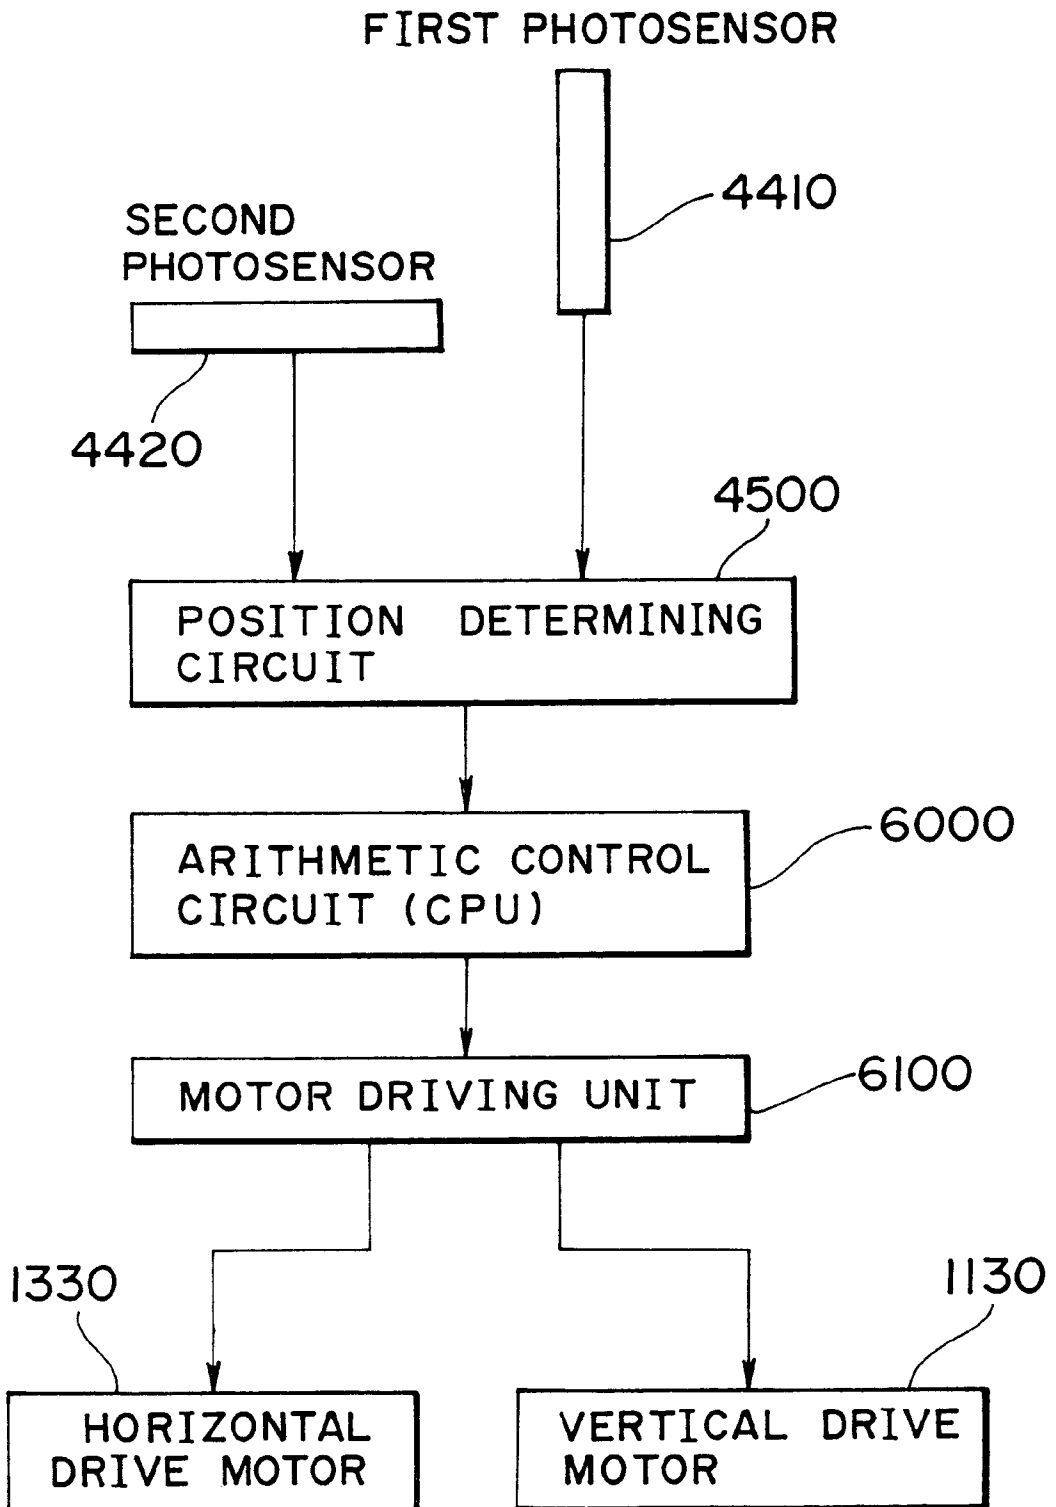 FIRST PHOTOSENSOR
4410
SECOND
PHOTOSENSOR
4420
4500
POSITION DETERMINING
CIRCUIT
6000
ARITHMETIC CONTROL
CIRCUIT (CPU)
6100
MOTOR DRIVING UNIT
1330
1130
HORIZONTAL
DRIVE MOTOR
VERTICAL DRIVE
MOTOR